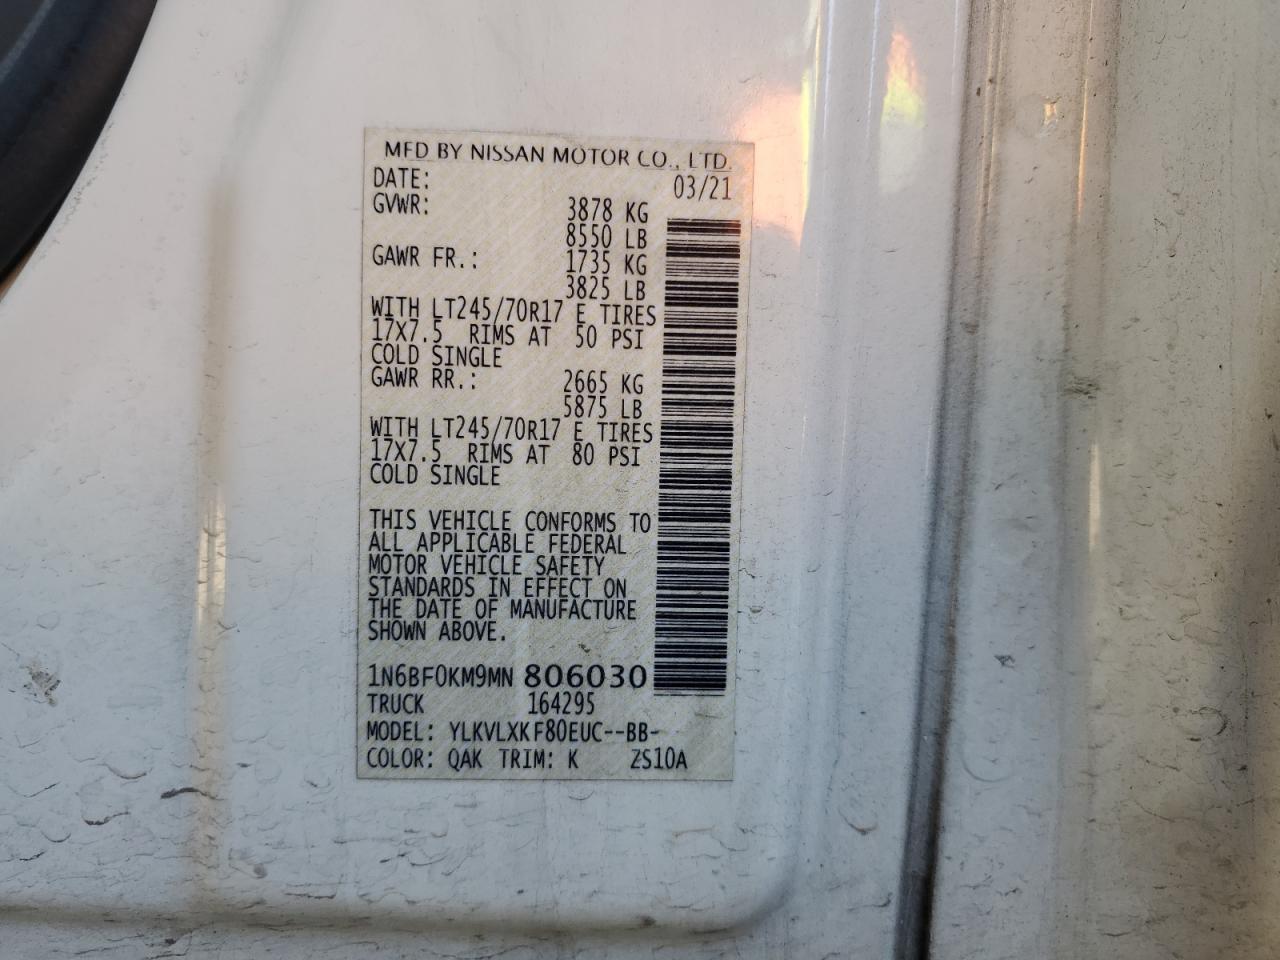 MFD BY NISSAN MOTOR CO., LTD.
DATE: 03/21
GVWR: 3878 KG
8550 LB
GAWR FR.: 1735 KG
3825 LB
WITH LT245/70R17 E TIRES
17X7.5 RIMS AT 50 PSI
COLD SINGLE
GAWR RR.: 2665 KG
5875 LB
WITH LT245/70R17 E TIRES
17X7.5 RIMS AT 80 PSI
COLD SINGLE
THIS VEHICLE CONFORMS TO
ALL APPLICABLE FEDERAL
MOTOR VEHICLE SAFETY
STANDARDS IN EFFECT ON
THE DATE OF MANUFACTURE
SHOWN ABOVE.
1N6BF0KM9MN 806030
TRUCK 164295
MODEL: YLKVLXKF80EUC--BB-
COLOR: QAK TRIM: K ZS10A